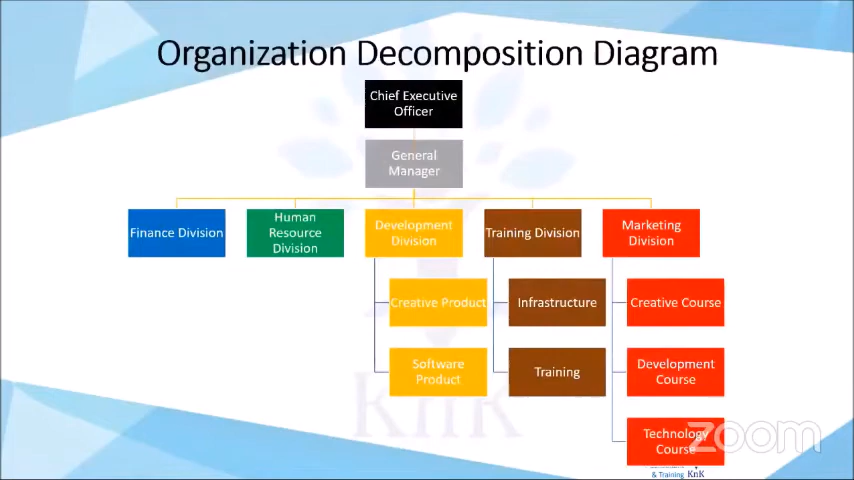 Organization Decomposition Diagram
Chief Executive
Officer
General
Manager
Finance Division
Human
Resource
Division
Development
Division
Training Division
Marketing
Division
Creative Product
Infrastructure
Creative Course
Software
Product
Training
Development
Course
Technology
Course
zoom
KnK
& Training KnK